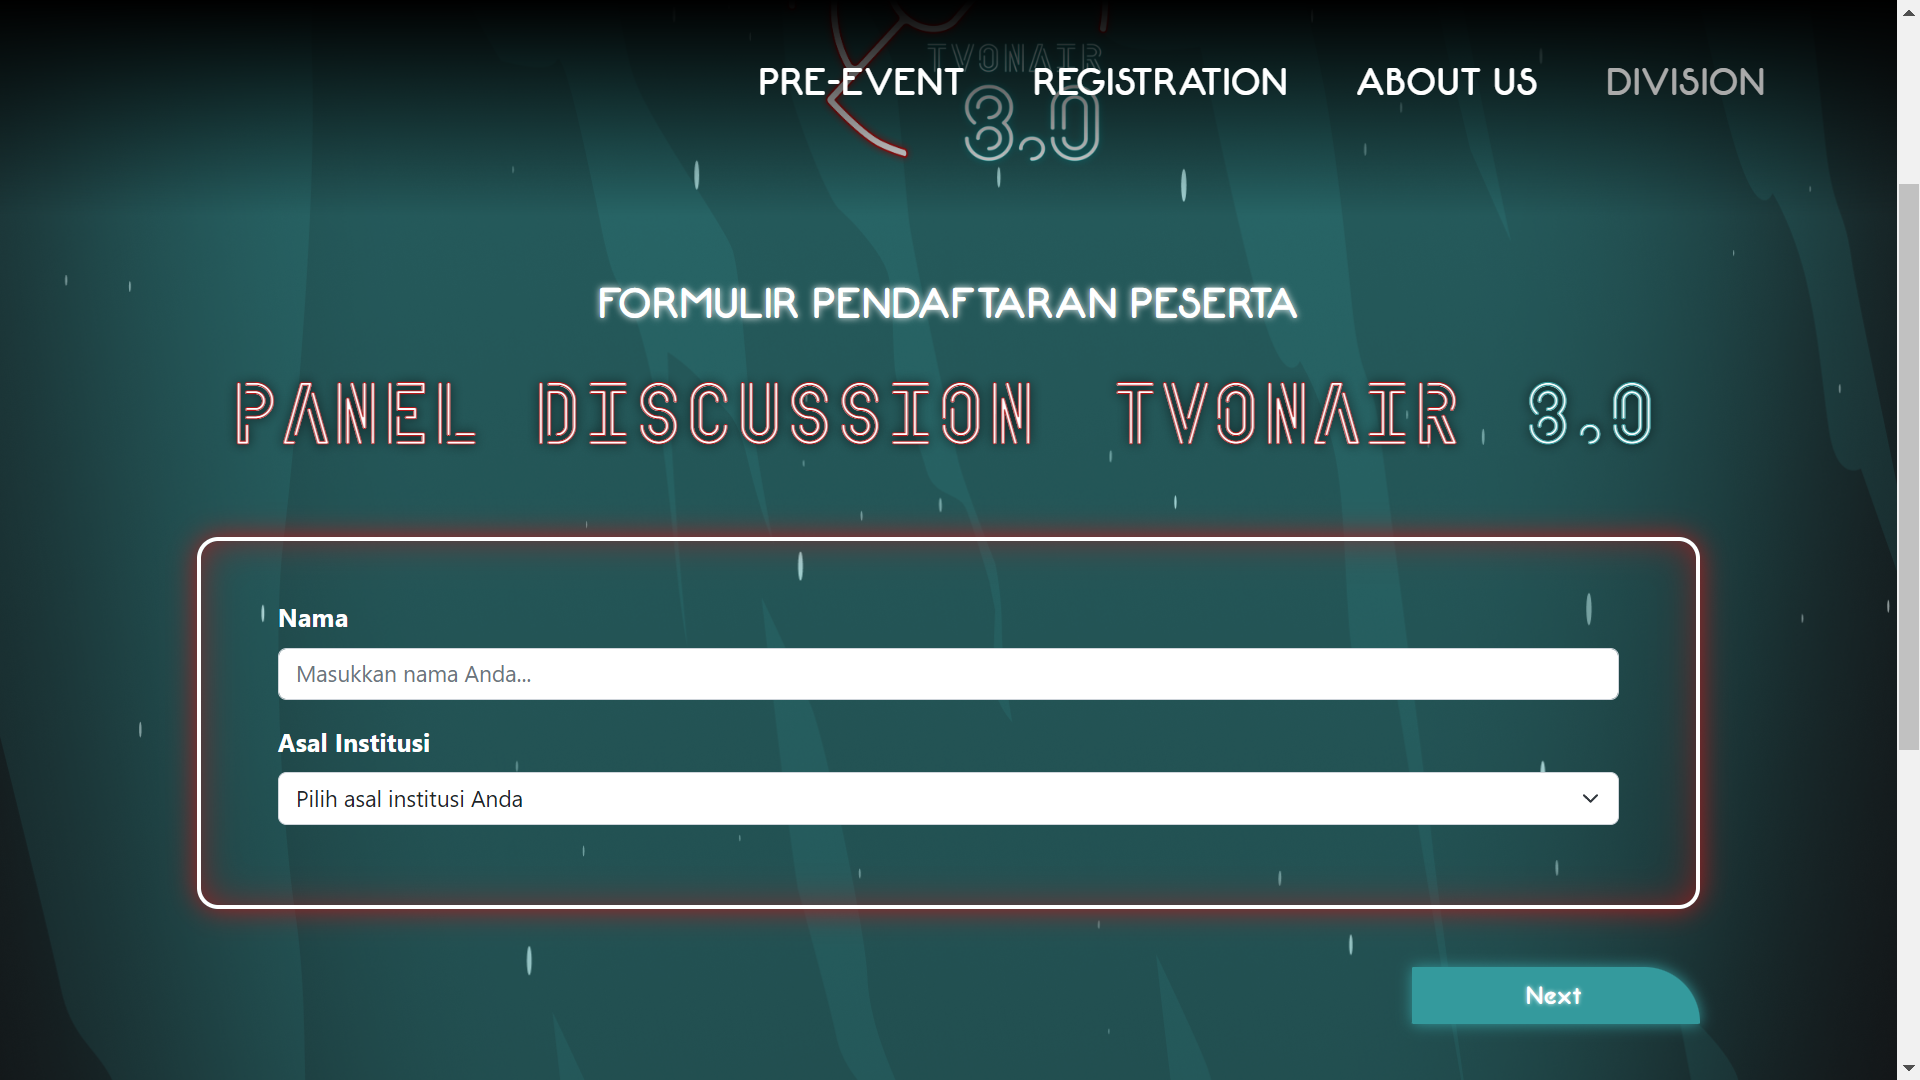 TVONAIR
3.0
PRE-EVENT REGISTRATION ABOUT US DIVISION
FORMULIR PENDAFTARAN PESERTA
PANEL DISCUSSION TVONAIR 3.0
Nama
Masukkan nama Anda...
Asal Institusi
Pilih asal institusi Anda
Next